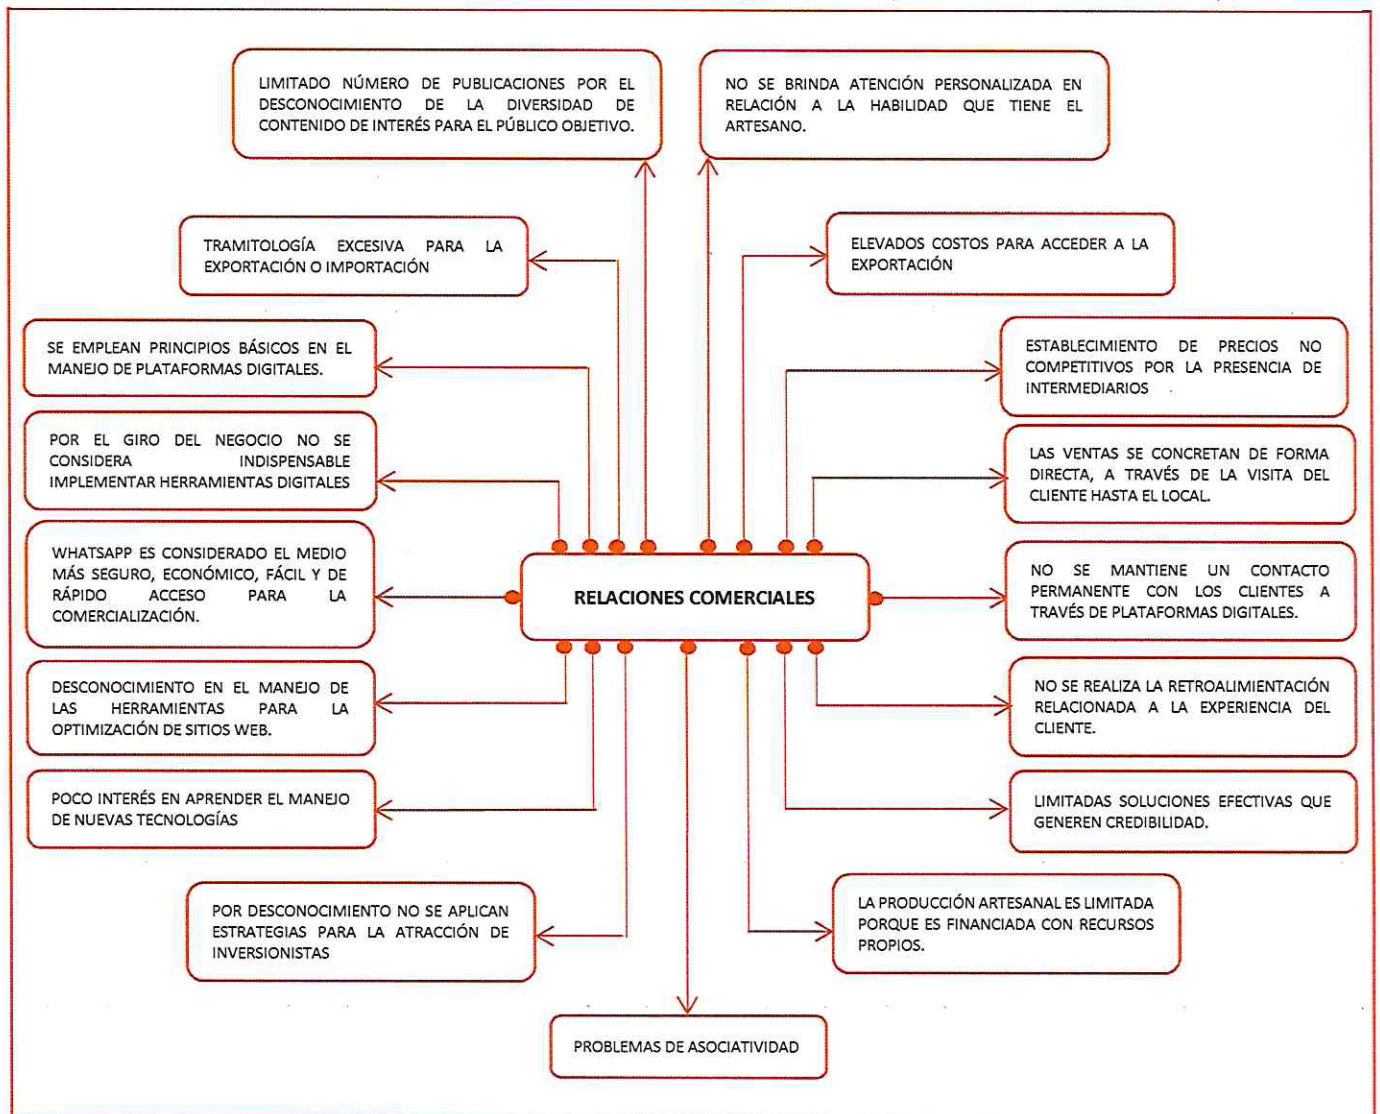 LIMITADO NÚMERO DE PUBLICACIONES POR EL
DESCONOCIMIENTO DE LA DIVERSIDAD DE
CONTENIDO DE INTERÉS PARA EL PÚBLICO OBJETIVO.
NO SE BRINDA ATENCIÓN PERSONALIZADA EN
RELACIÓN A LA HABILIDAD QUE TIENE EL
ARTESANO.
TRAMITOLOGÍA EXCESIVA PARA LA
EXPORTACIÓN O IMPORTACIÓN
ELEVADOS COSTOS PARA ACCEDER A LA
EXPORTACIÓN
SE EMPLEAN PRINCIPIOS BÁSICOS EN EL
MANEJO DE PLATAFORMAS DIGITALES.
ESTABLECIMIENTO DE PRECIOS NO
COMPETITIVOS POR LA PRESENCIA DE
INTERMEDIARIOS
POR EL GIRO DEL NEGOCIO NO SE
CONSIDERA INDISPENSABLE
IMPLEMENTAR HERRAMIENTAS DIGITALES
LAS VENTAS SE CONCRETAN DE FORMA
DIRECTA, A TRAVÉS DE LA VISITA DEL
CLIENTE HASTA EL LOCAL.
WHATSAPP ES CONSIDERADO EL MEDIO
MÁS SEGURO, ECONÓMICO, FÁCIL Y DE
RÁPIDO ACCESO PARA LA
COMERCIALIZACIÓN.
RELACIONES COMERCIALES
NO SE MANTIENE UN CONTACTO
PERMANENTE CON LOS CLIENTES A
TRAVÉS DE PLATAFORMAS DIGITALES.
DESCONOCIMIENTO EN EL MANEJO DE
LAS HERRAMIENTAS PARA LA
OPTIMIZACIÓN DE SITIOS WEB.
NO SE REALIZA LA RETROALIMENTACIÓN
RELACIONADA A LA EXPERIENCIA DEL
CLIENTE.
POCO INTERÉS EN APRENDER EL MANEJO
DE NUEVAS TECNOLOGÍAS
LIMITADAS SOLUCIONES EFECTIVAS QUE
GENEREN CREDIBILIDAD.
POR DESCONOCIMIENTO NO SE APLICAN
ESTRATEGIAS PARA LA ATRACCIÓN DE
INVERSIONISTAS
LA PRODUCCIÓN ARTESANAL ES LIMITADA
PORQUE ES FINANCIADA CON RECURSOS
PROPIOS.
PROBLEMAS DE ASOCIATIVIDAD